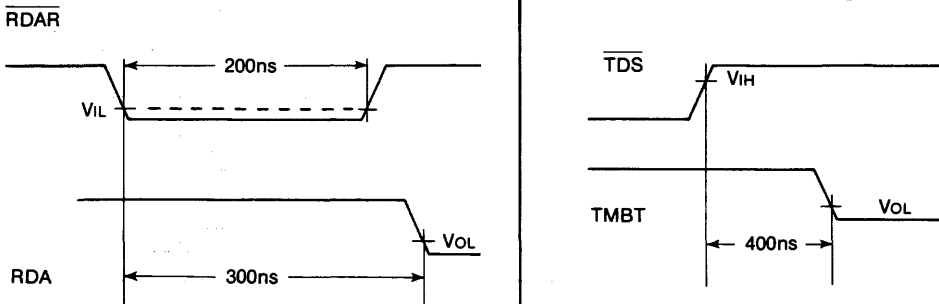 RDAR
200ns
VIL
VOL
RDA
300ns
TDS
VIH
TMBT
VOL
400ns